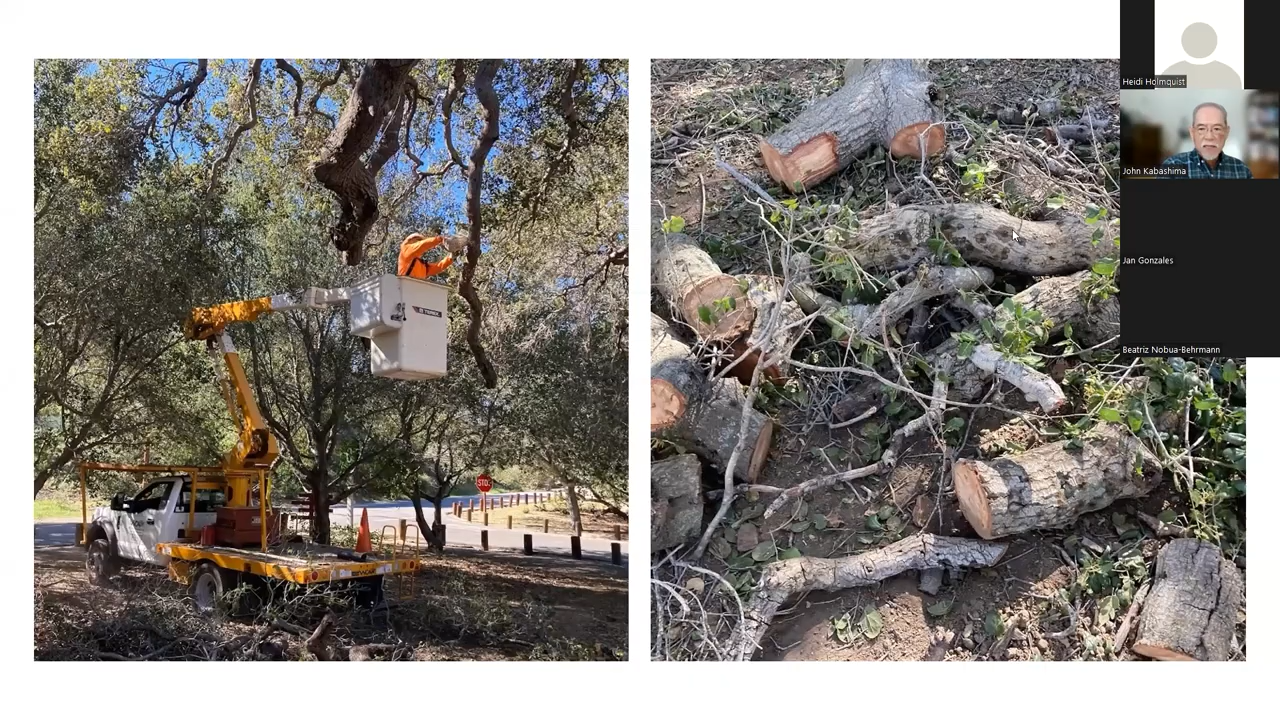 Heidi Holmquist
John Kabashima
Jan Gonzales
Beatriz Nobua-Behrmann
TEREX
STOP